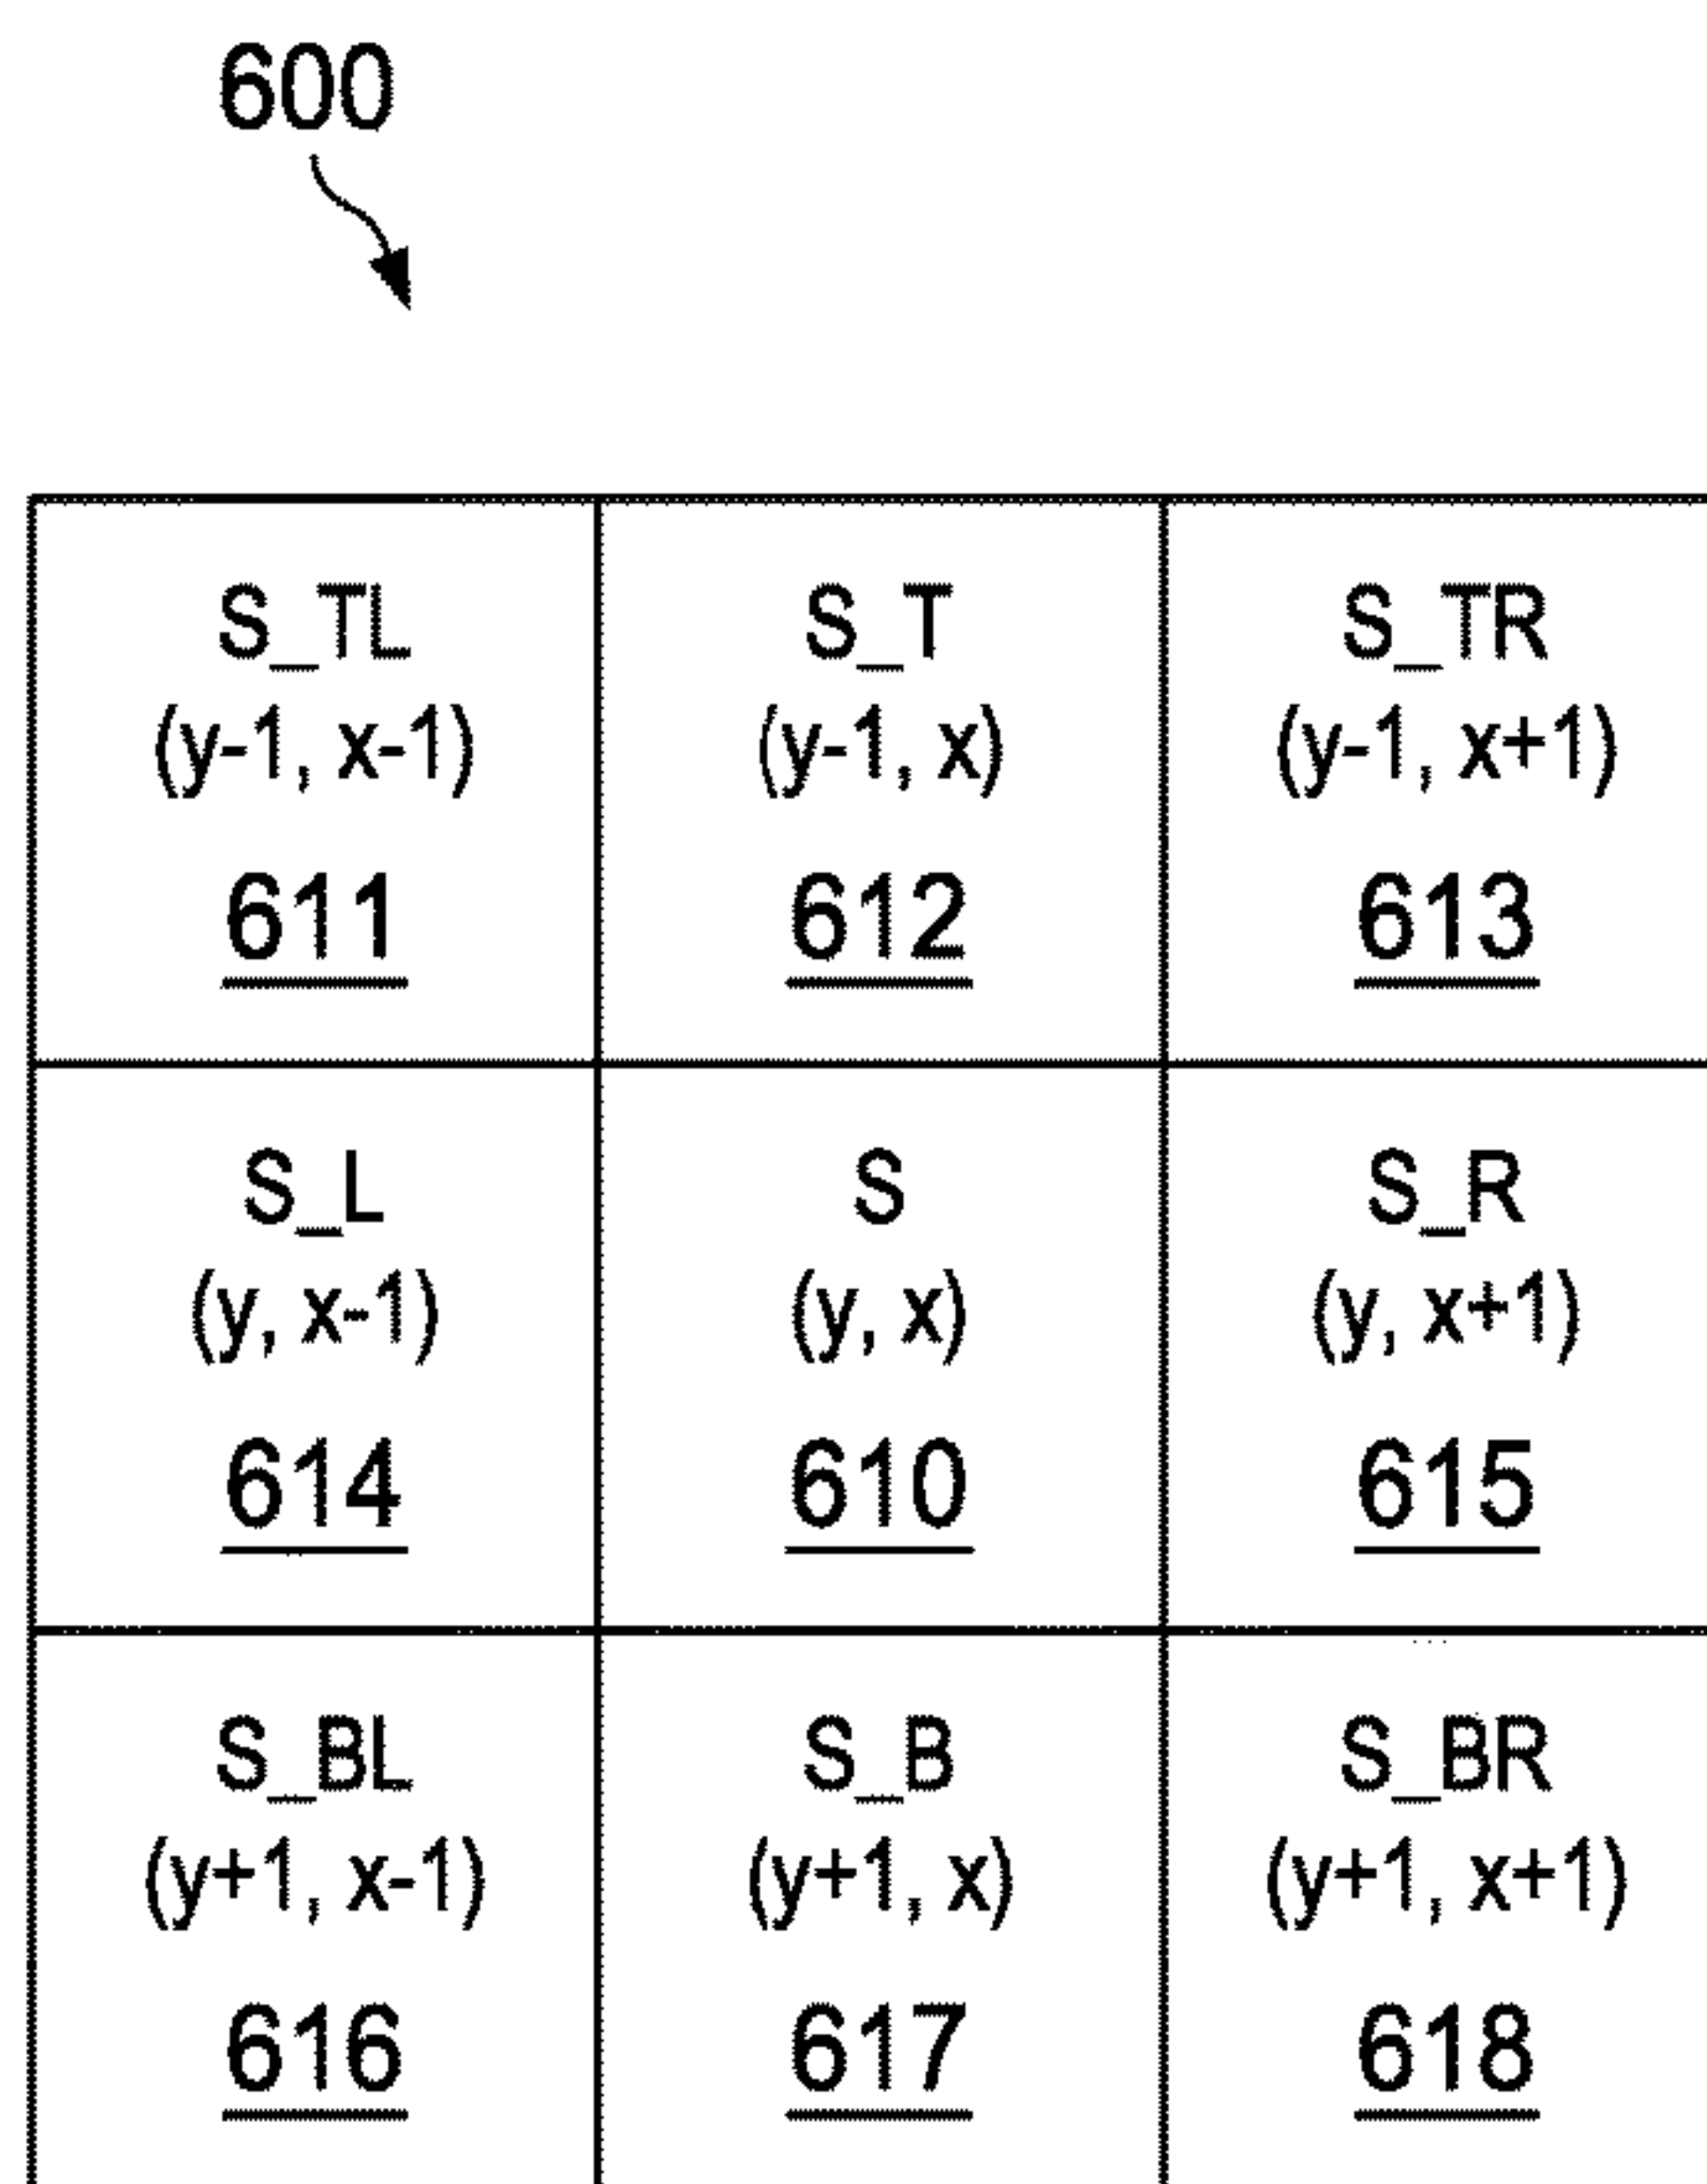 600
S_TL
(y-1, x-1)
611
S_T
(y-1, x)
612
S_TR
(y-1, x+1)
613
S_L
(y, x-1)
614
S
(y, x)
610
S_R
(y, x+1)
615
S_BL
(y+1, x-1)
616
S_B
(y+1, x)
617
S_BR
(y+1, x+1)
618